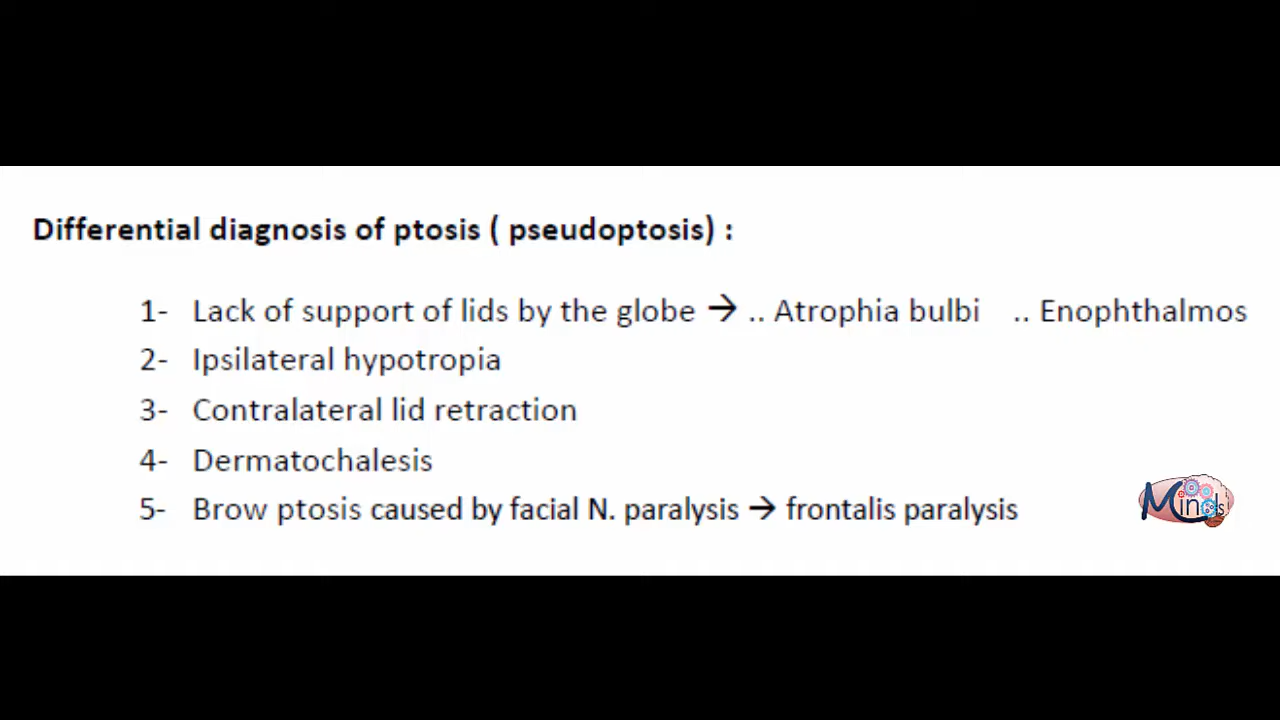 Differential diagnosis of ptosis ( pseudoptosis) :
1- Lack of support of lids by the globe → .. Atrophia bulbi .. Enophthalmos
2- Ipsilateral hypotropia
3- Contralateral lid retraction
4- Dermatochalesis
5- Brow ptosis caused by facial N. paralysis → frontalis paralysis
Minds